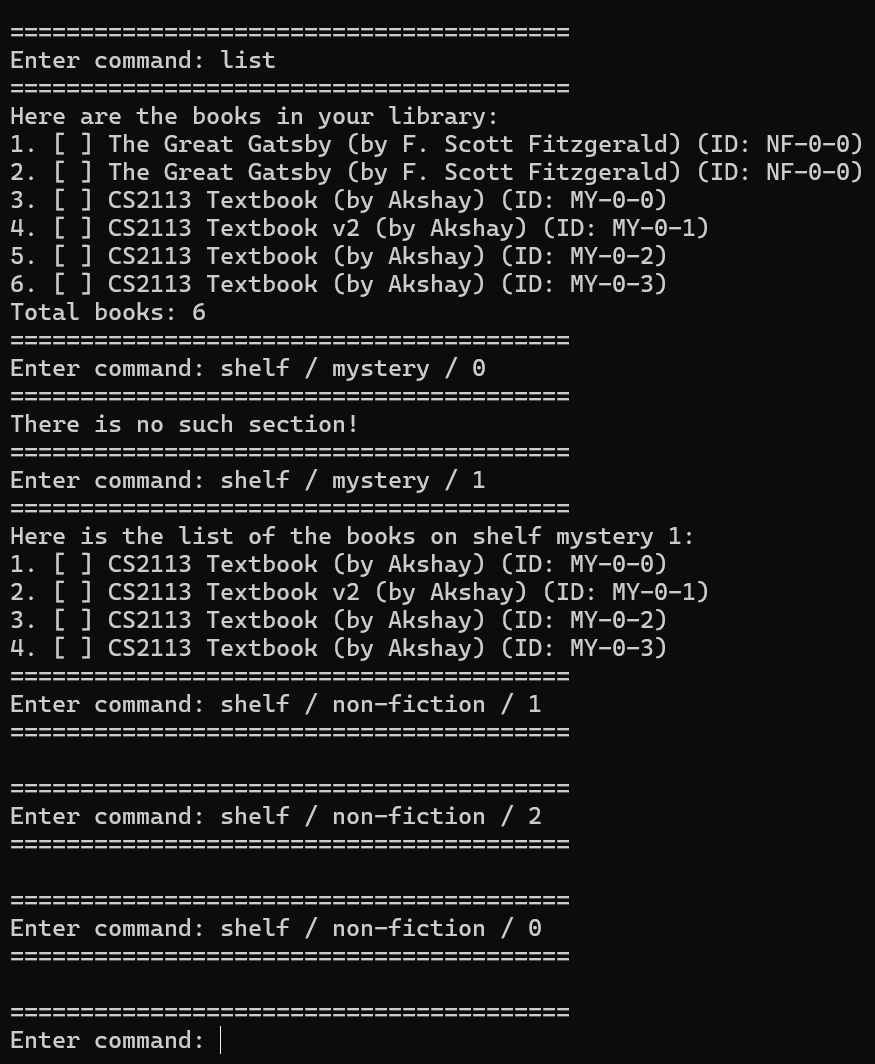 ========================================
Enter command: list
========================================
Here are the books in your library:
1. [ ] The Great Gatsby (by F. Scott Fitzgerald) (ID: NF-0-0)
2. [ ] The Great Gatsby (by F. Scott Fitzgerald) (ID: NF-0-0)
3. [ ] CS2113 Textbook (by Akshay) (ID: MY-0-0)
4. [ ] CS2113 Textbook v2 (by Akshay) (ID: MY-0-1)
5. [ ] CS2113 Textbook (by Akshay) (ID: MY-0-2)
6. [ ] CS2113 Textbook (by Akshay) (ID: MY-0-3)
Total books: 6
========================================
Enter command: shelf / mystery / 0
========================================
There is no such section!
========================================
Enter command: shelf / mystery / 1
========================================
Here is the list of the books on shelf mystery 1:
1. [ ] CS2113 Textbook (by Akshay) (ID: MY-0-0)
2. [ ] CS2113 Textbook v2 (by Akshay) (ID: MY-0-1)
3. [ ] CS2113 Textbook (by Akshay) (ID: MY-0-2)
4. [ ] CS2113 Textbook (by Akshay) (ID: MY-0-3)
========================================
Enter command: shelf / non-fiction / 1
========================================

========================================
Enter command: shelf / non-fiction / 2
========================================

========================================
Enter command: shelf / non-fiction / 0
========================================

========================================
Enter command: